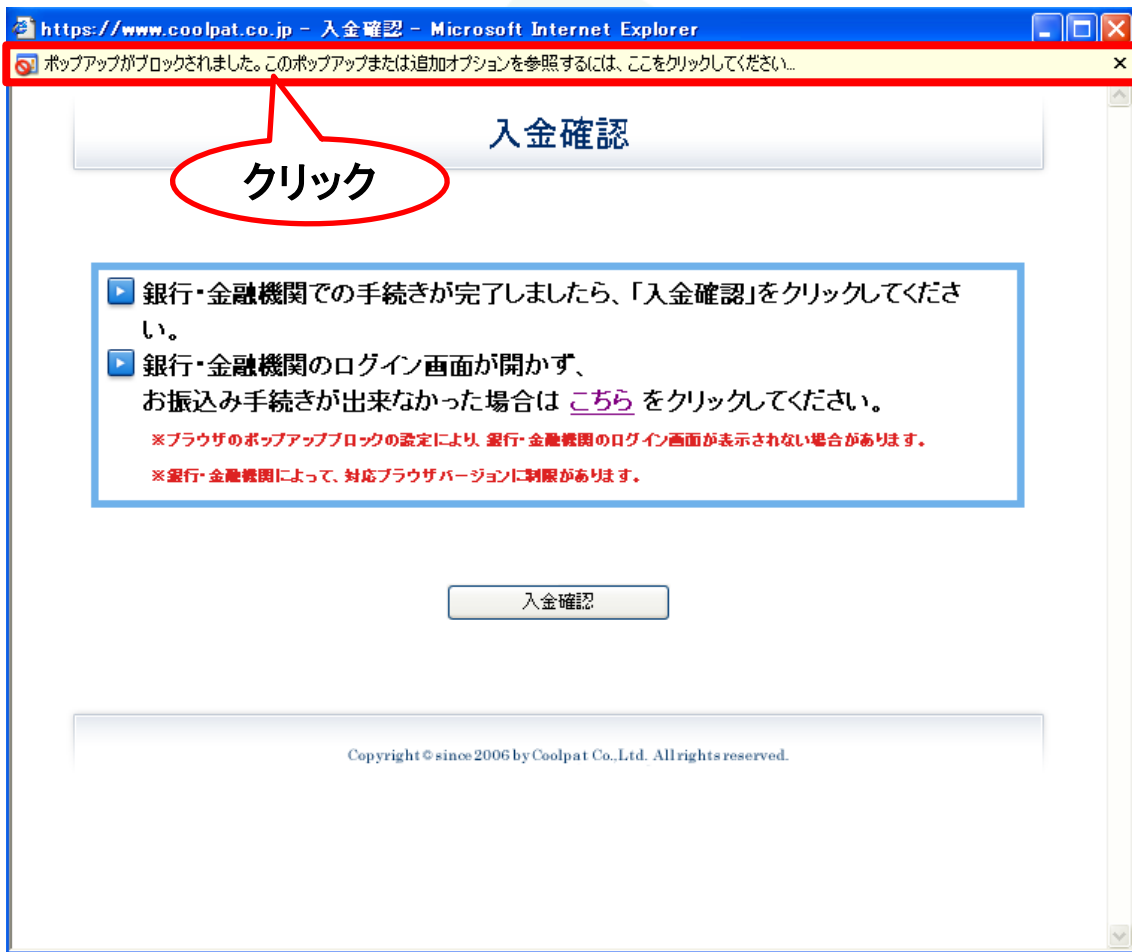 https://www.coolpat.co.jp - 入金確認 - Microsoft Internet Explorer
ポップアップがブロックされました。このポップアップまたは追加オプションを参照するには、ここをクリックしてください...
入金確認
クリック
銀行・金融機関での手続きが完了しましたら、「入金確認」をクリックしてくださ
い。
銀行・金融機関のログイン画面が開かず、
お振込み手続きが出来なかった場合は こちら をクリックしてください。
※ブラウザのポップアップブロックの設定により、銀行・金融機関のログイン画面が表示されない場合があります。
※銀行・金融機関によって、対応ブラウザバージョンに制限があります。
入金確認
Copyright © since 2006 by Coolpat Co.,Ltd. All rights reserved.